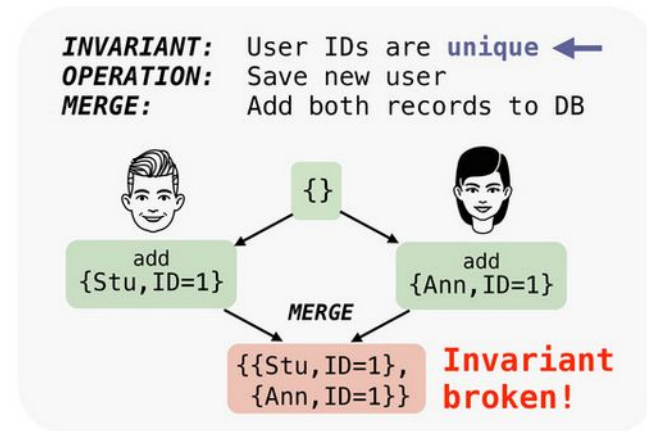 INVARIANT: User IDs are unique
OPERATION: Save new user
MERGE: Add both records to DB
{}
add
{Stu,ID=1}
add
{Ann,ID=1}
MERGE
{{Stu,ID=1},
{Ann,ID=1}}
Invariant
broken!